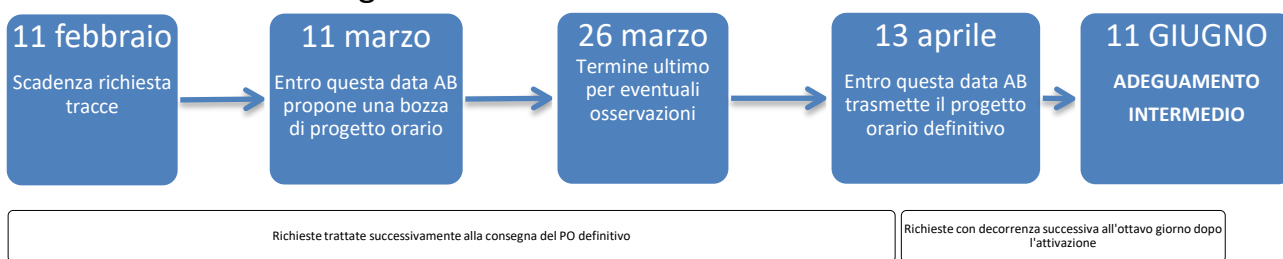 11 febbraio
Scadenza richiesta
tracce
11 marzo
Entro questa data AB
propone una bozza
di progetto orario
26 marzo
Termine ultimo
per eventuali
osservazioni
13 aprile
Entro questa data AB
trasmette il progetto
orario definitivo
11 GIUGNO
ADEGUAMENTO
INTERMEDIO
Richieste trattate successivamente alla consegna del PO definitivo
Richieste con decorrenza successiva all'ottavo giorno dopo
l'attivazione